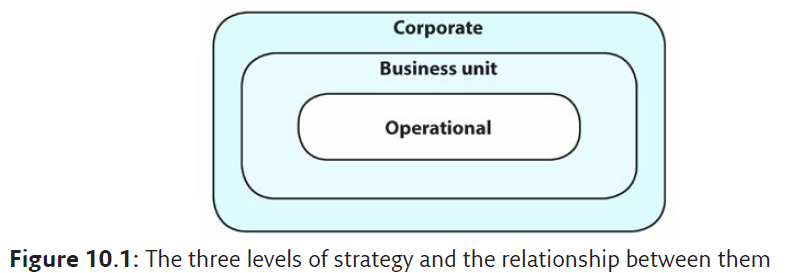 Corporate
Business unit
Operational
Figure 10.1: The three levels of strategy and the relationship between them